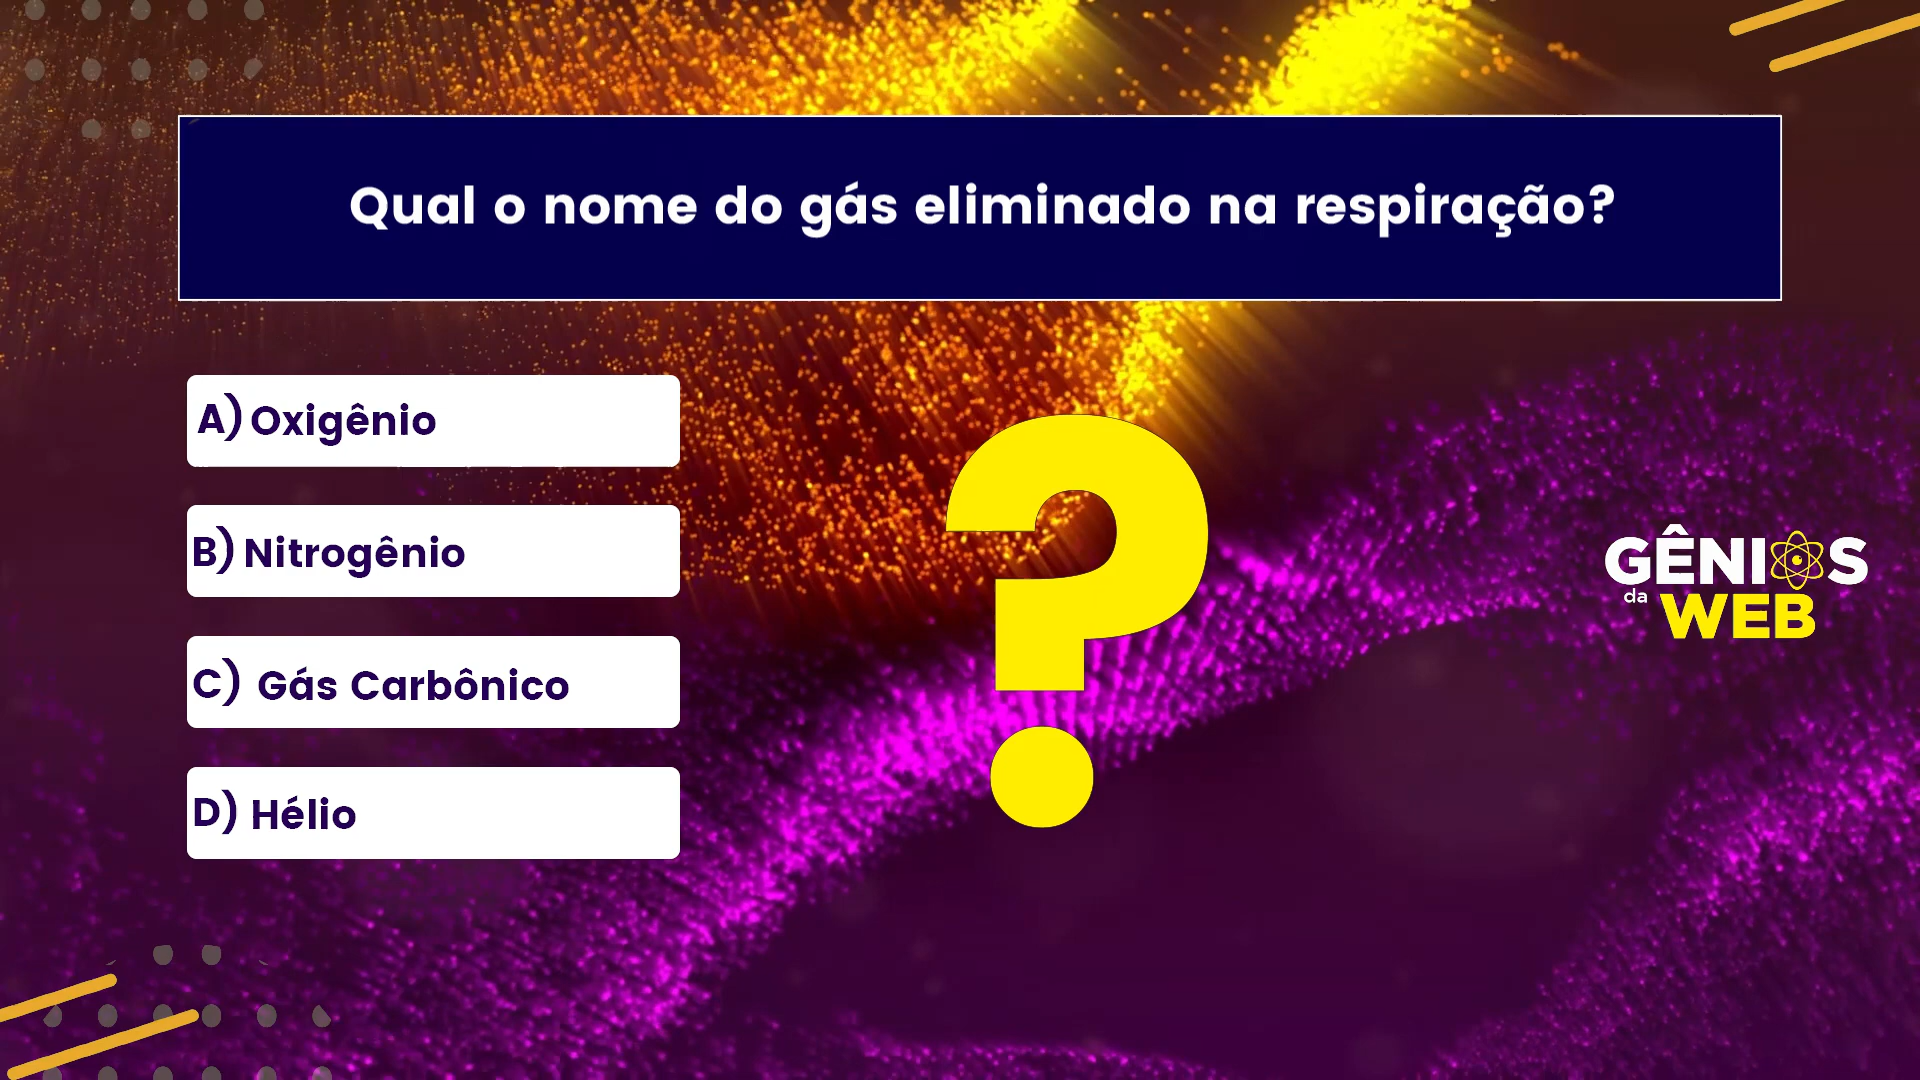 Qual o nome do gás eliminado na respiração?
A) Oxigênio
B) Nitrogênio
C) Gás Carbônico
D) Hélio
?
GÊNIOS
da WEB